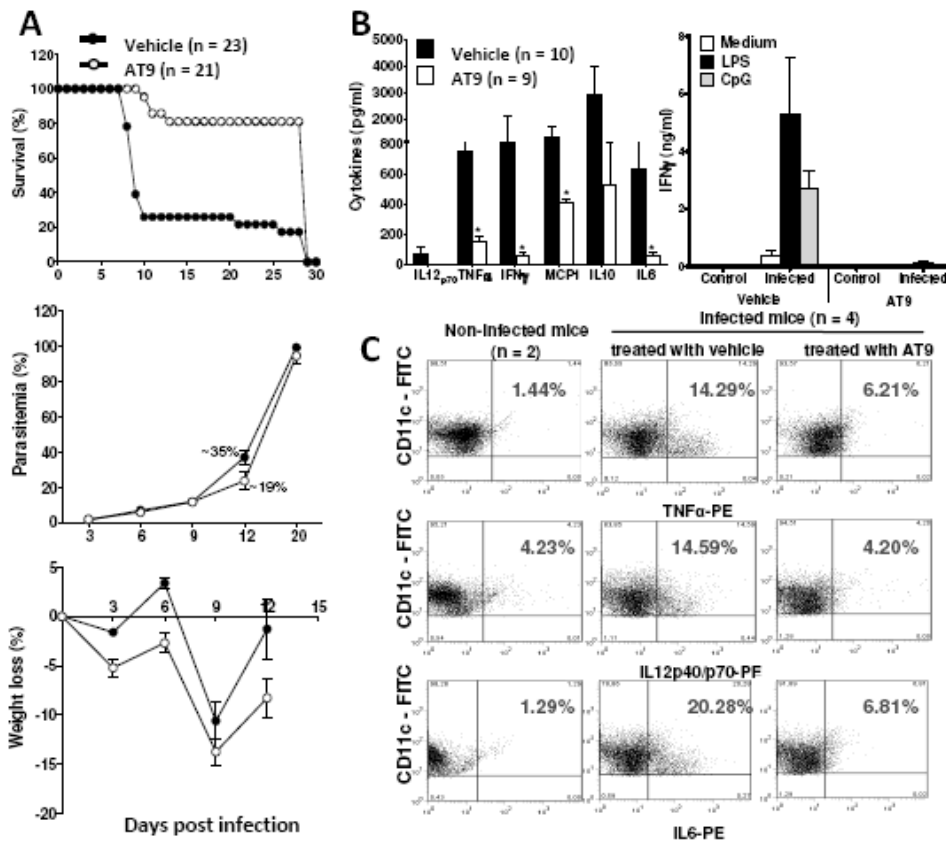 A
Vehicle (n = 23)
AT9 (n = 21)
Survival (%)
120
100
80
60
40
20
0
0 5 10 15 20 25 30
Parasitemia (%)
100
80
60
40
20
0
~35%
~19%
3 6 9 12 20
Weight loss (%)
5
0
-5
-10
-15
-20
3 6 9 12 15
Days post infection
B
Vehicle (n = 10)
AT9 (n = 9)
Cytokines (pg/ml)
5000
4000
3000
2000
800
600
400
200
0
* * * *
IL12p70 TNFα IFNγ MCP1 IL10 IL6
Medium
LPS
CpG
IFNγ (ng/ml)
8
6
4
2
0
Control Infected Control Infected
Vehicle AT9
C
Non-Infected mice
(n = 2)
Infected mice (n = 4)
treated with vehicle
treated with AT9
CD11c - FITC
1.44% 14.29% 6.21%
TNFα-PE
CD11c - FITC
4.23% 14.59% 4.20%
IL12p40/p70-PF
CD11c - FITC
1.29% 20.28% 6.81%
IL6-PE